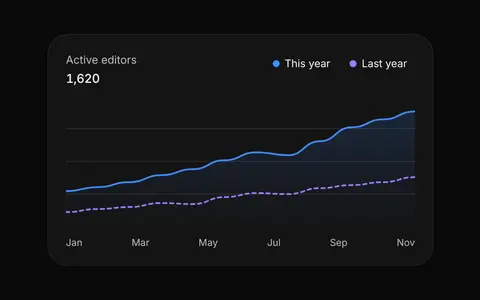 Active editors
1,620
This year
Last year
Jan Mar May Jul Sep Nov